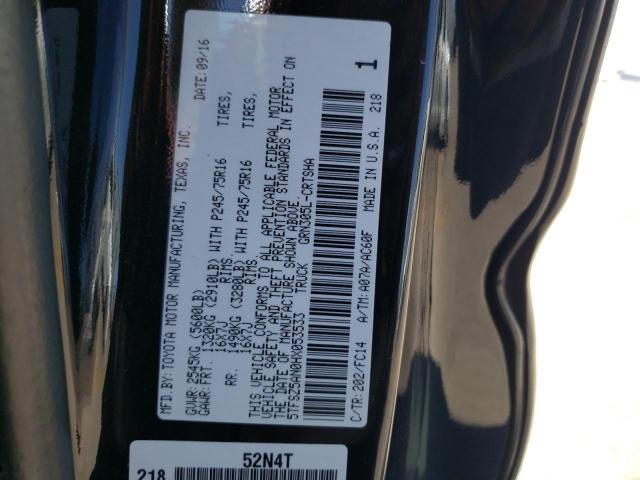 MFD.BY:TOYOTA MOTOR MANUFACTURING, TEXAS, INC. DATE:09/16
GVWR:2545KG(5600LB)
GAWR:FRT. 1320KG (2910LB) WITH P245/75R16 TIRES,
16X7J RIMS.
RR. 1490KG (3280LB) WITH P245/75R16 TIRES,
16X7J RIMS.
THIS VEHICLE CONFORMS TO ALL APPLICABLE FEDERAL MOTOR
VEHICLE SAFETY AND THEFT PREVENTION STANDARDS IN EFFECT ON
THE DATE OF MANUFACTURE SHOWN ABOVE.
5TFSZ5AN0HX053533 TRUCK GRN305L-CRTSHA
1
C/TR:202/FC14 A/TM:A07A/AC60F MADE IN U.S.A. 218
52N4T
218